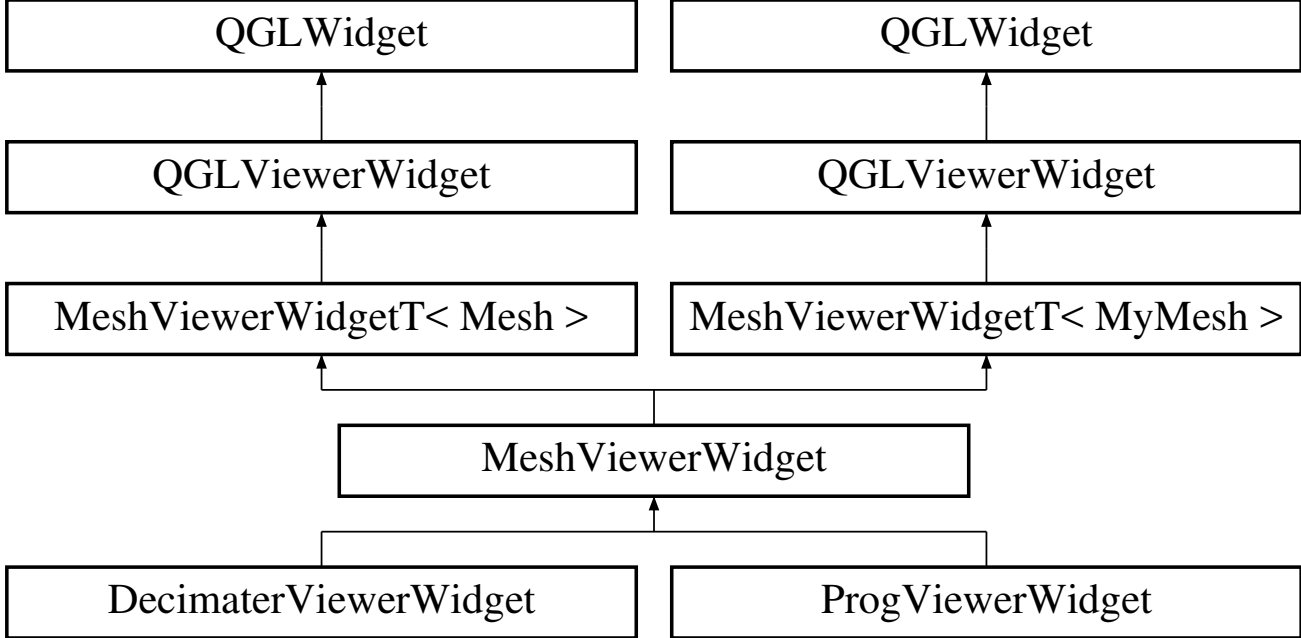 QGLWidget
QGLWidget
QGLViewerWidget
QGLViewerWidget
MeshViewerWidgetT< Mesh >
MeshViewerWidgetT< MyMesh >
MeshViewerWidget
DecimaterViewerWidget
ProgViewerWidget